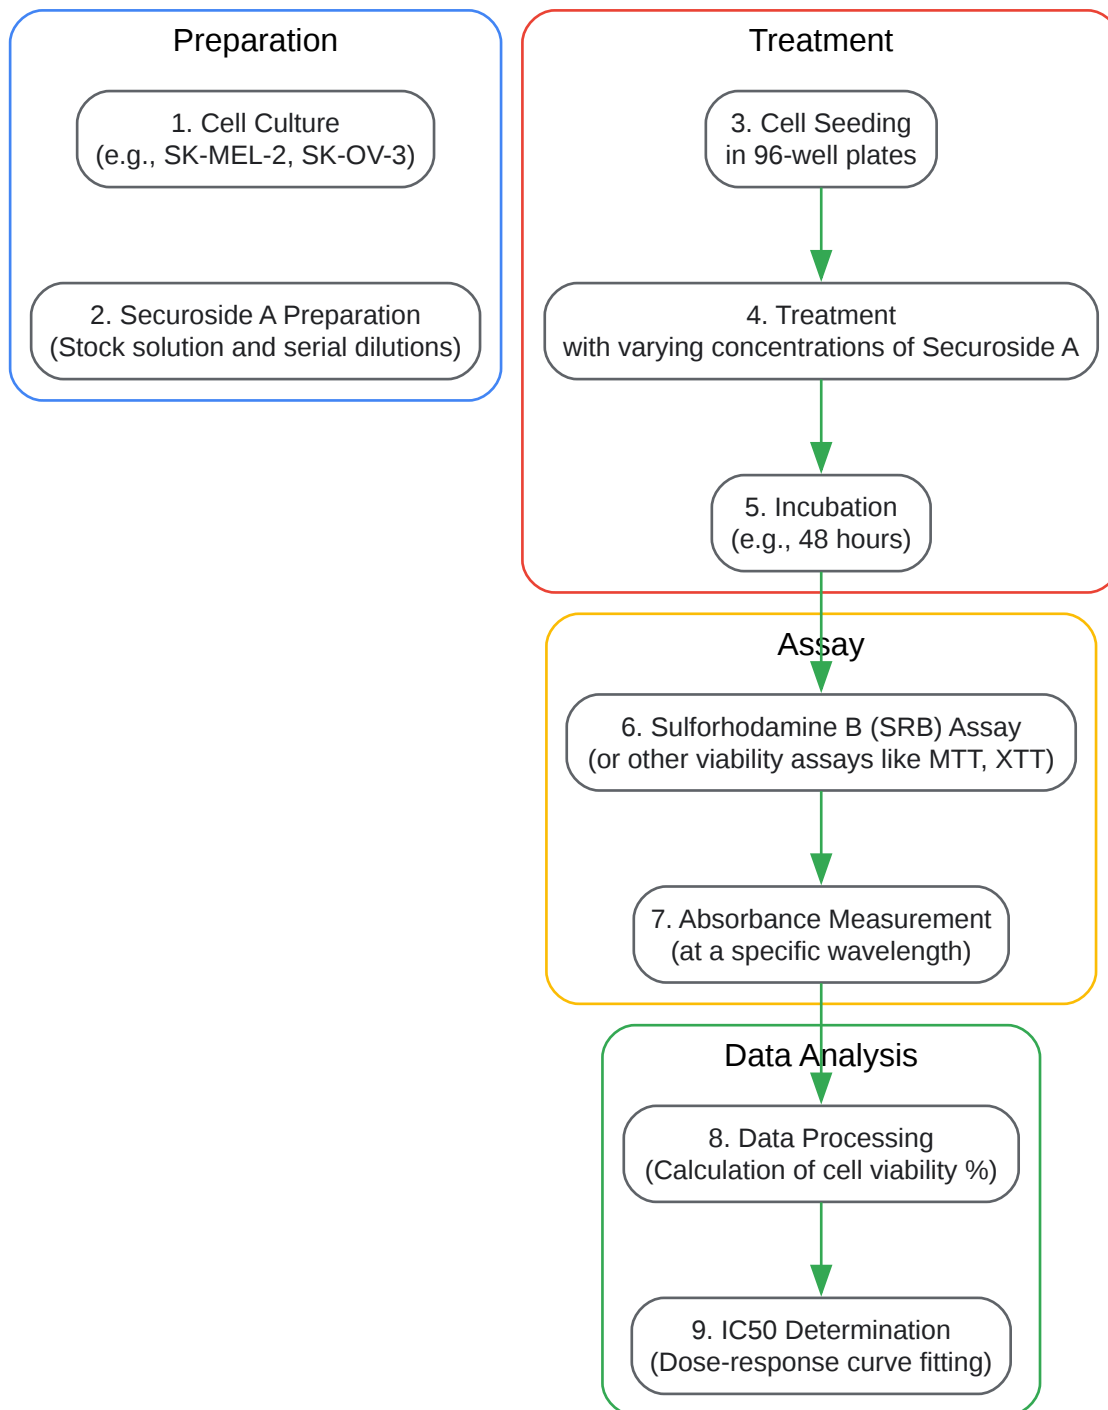 Preparation
1. Cell Culture
(e.g., SK-MEL-2, SK-OV-3)
2. Securoside A Preparation
(Stock solution and serial dilutions)
Treatment
3. Cell Seeding
in 96-well plates
4. Treatment
with varying concentrations of Securoside A
5. Incubation
(e.g., 48 hours)
Assay
6. Sulforhodamine B (SRB) Assay
(or other viability assays like MTT, XTT)
7. Absorbance Measurement
(at a specific wavelength)
Data Analysis
8. Data Processing
(Calculation of cell viability %)
9. IC50 Determination
(Dose-response curve fitting)